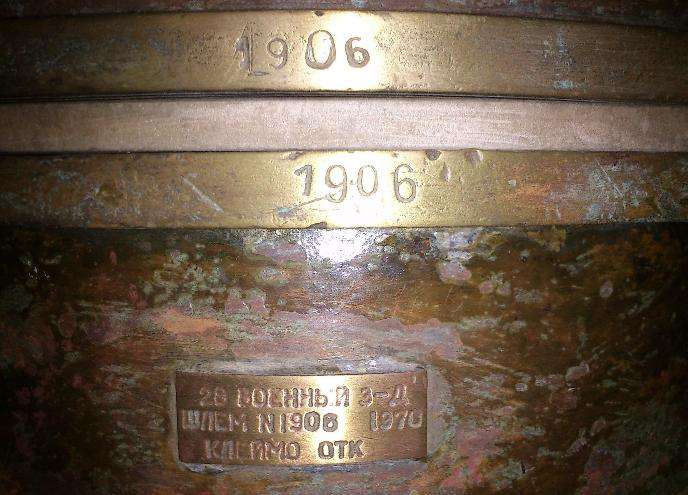 1906
1906
28 ВОЕННЫЙ З-Д
ШЛЕМ N1906 1970
КЛЕЙМО ОТК